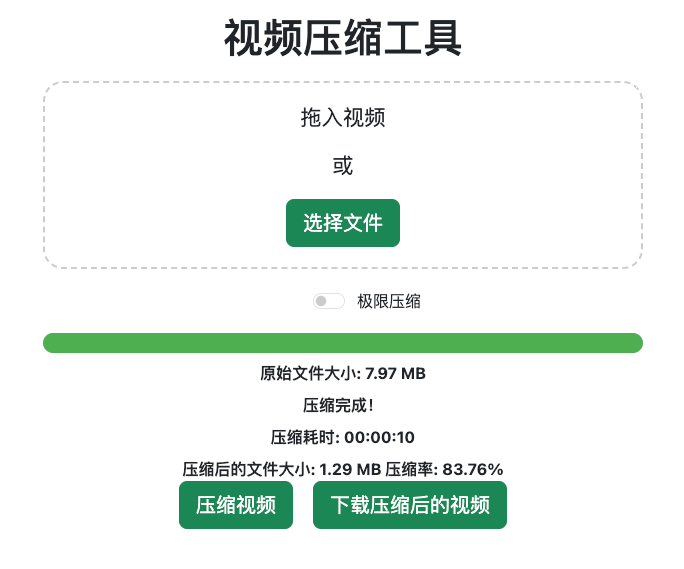 视频压缩工具
拖入视频
或
选择文件
极限压缩
原始文件大小: 7.97 MB
压缩完成!
压缩耗时: 00:00:10
压缩后的文件大小: 1.29 MB 压缩率: 83.76%
压缩视频 下载压缩后的视频